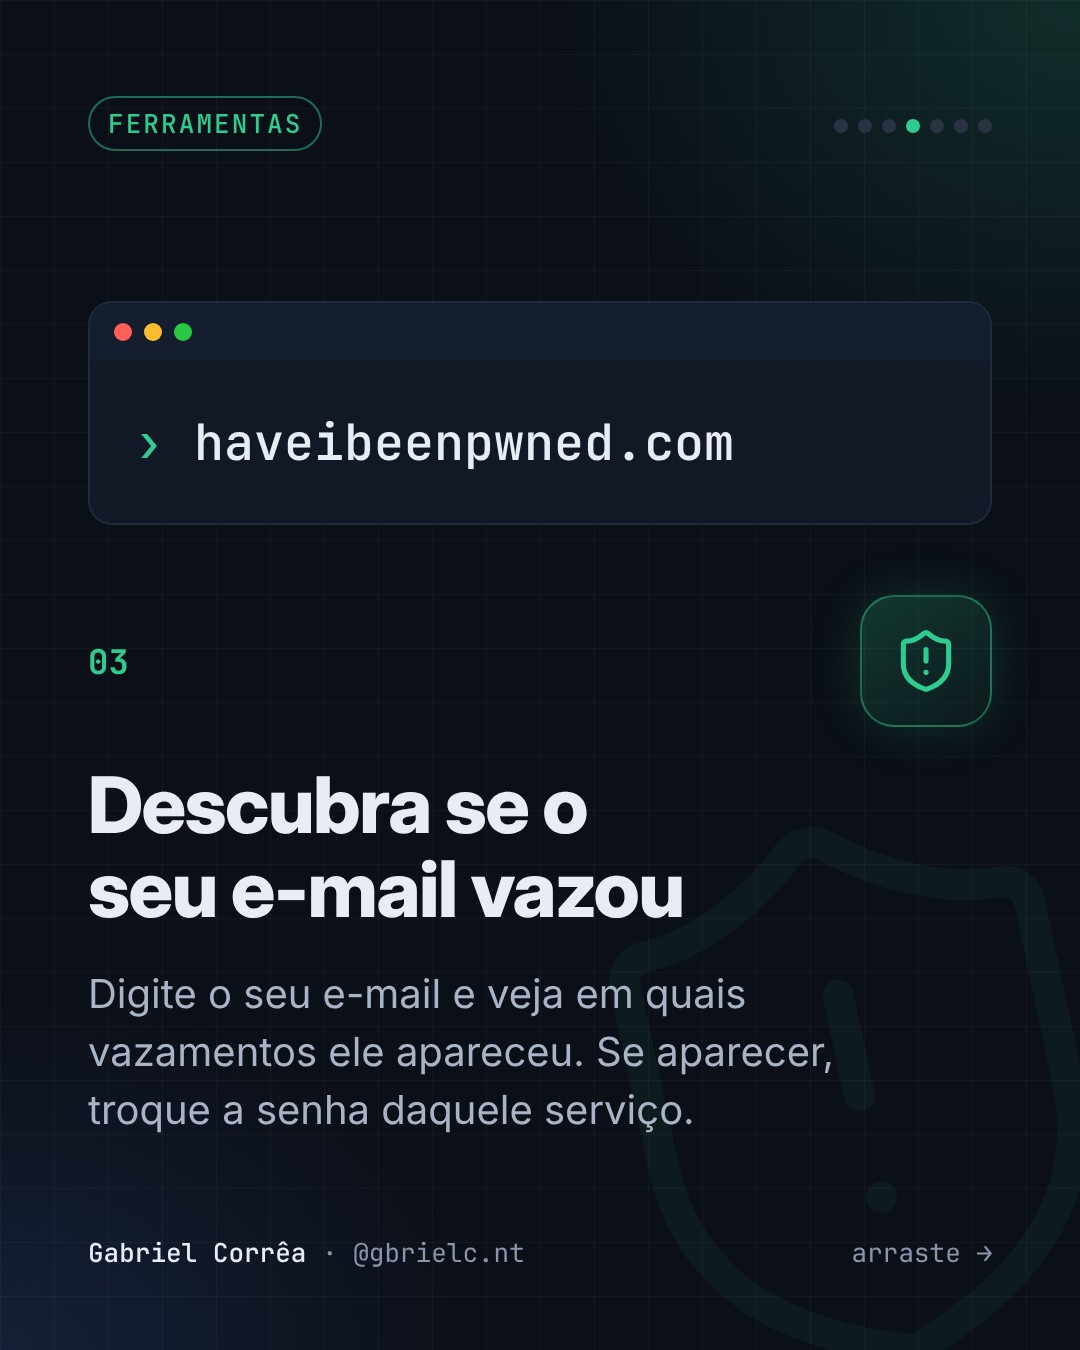 FERRAMENTAS
› haveibeenpwned.com
03
Descubra se o
seu e-mail vazou
Digite o seu e-mail e veja em quais
vazamentos ele apareceu. Se aparecer,
troque a senha daquele serviço.
Gabriel Corrêa · @gbrielc.nt
arraste →